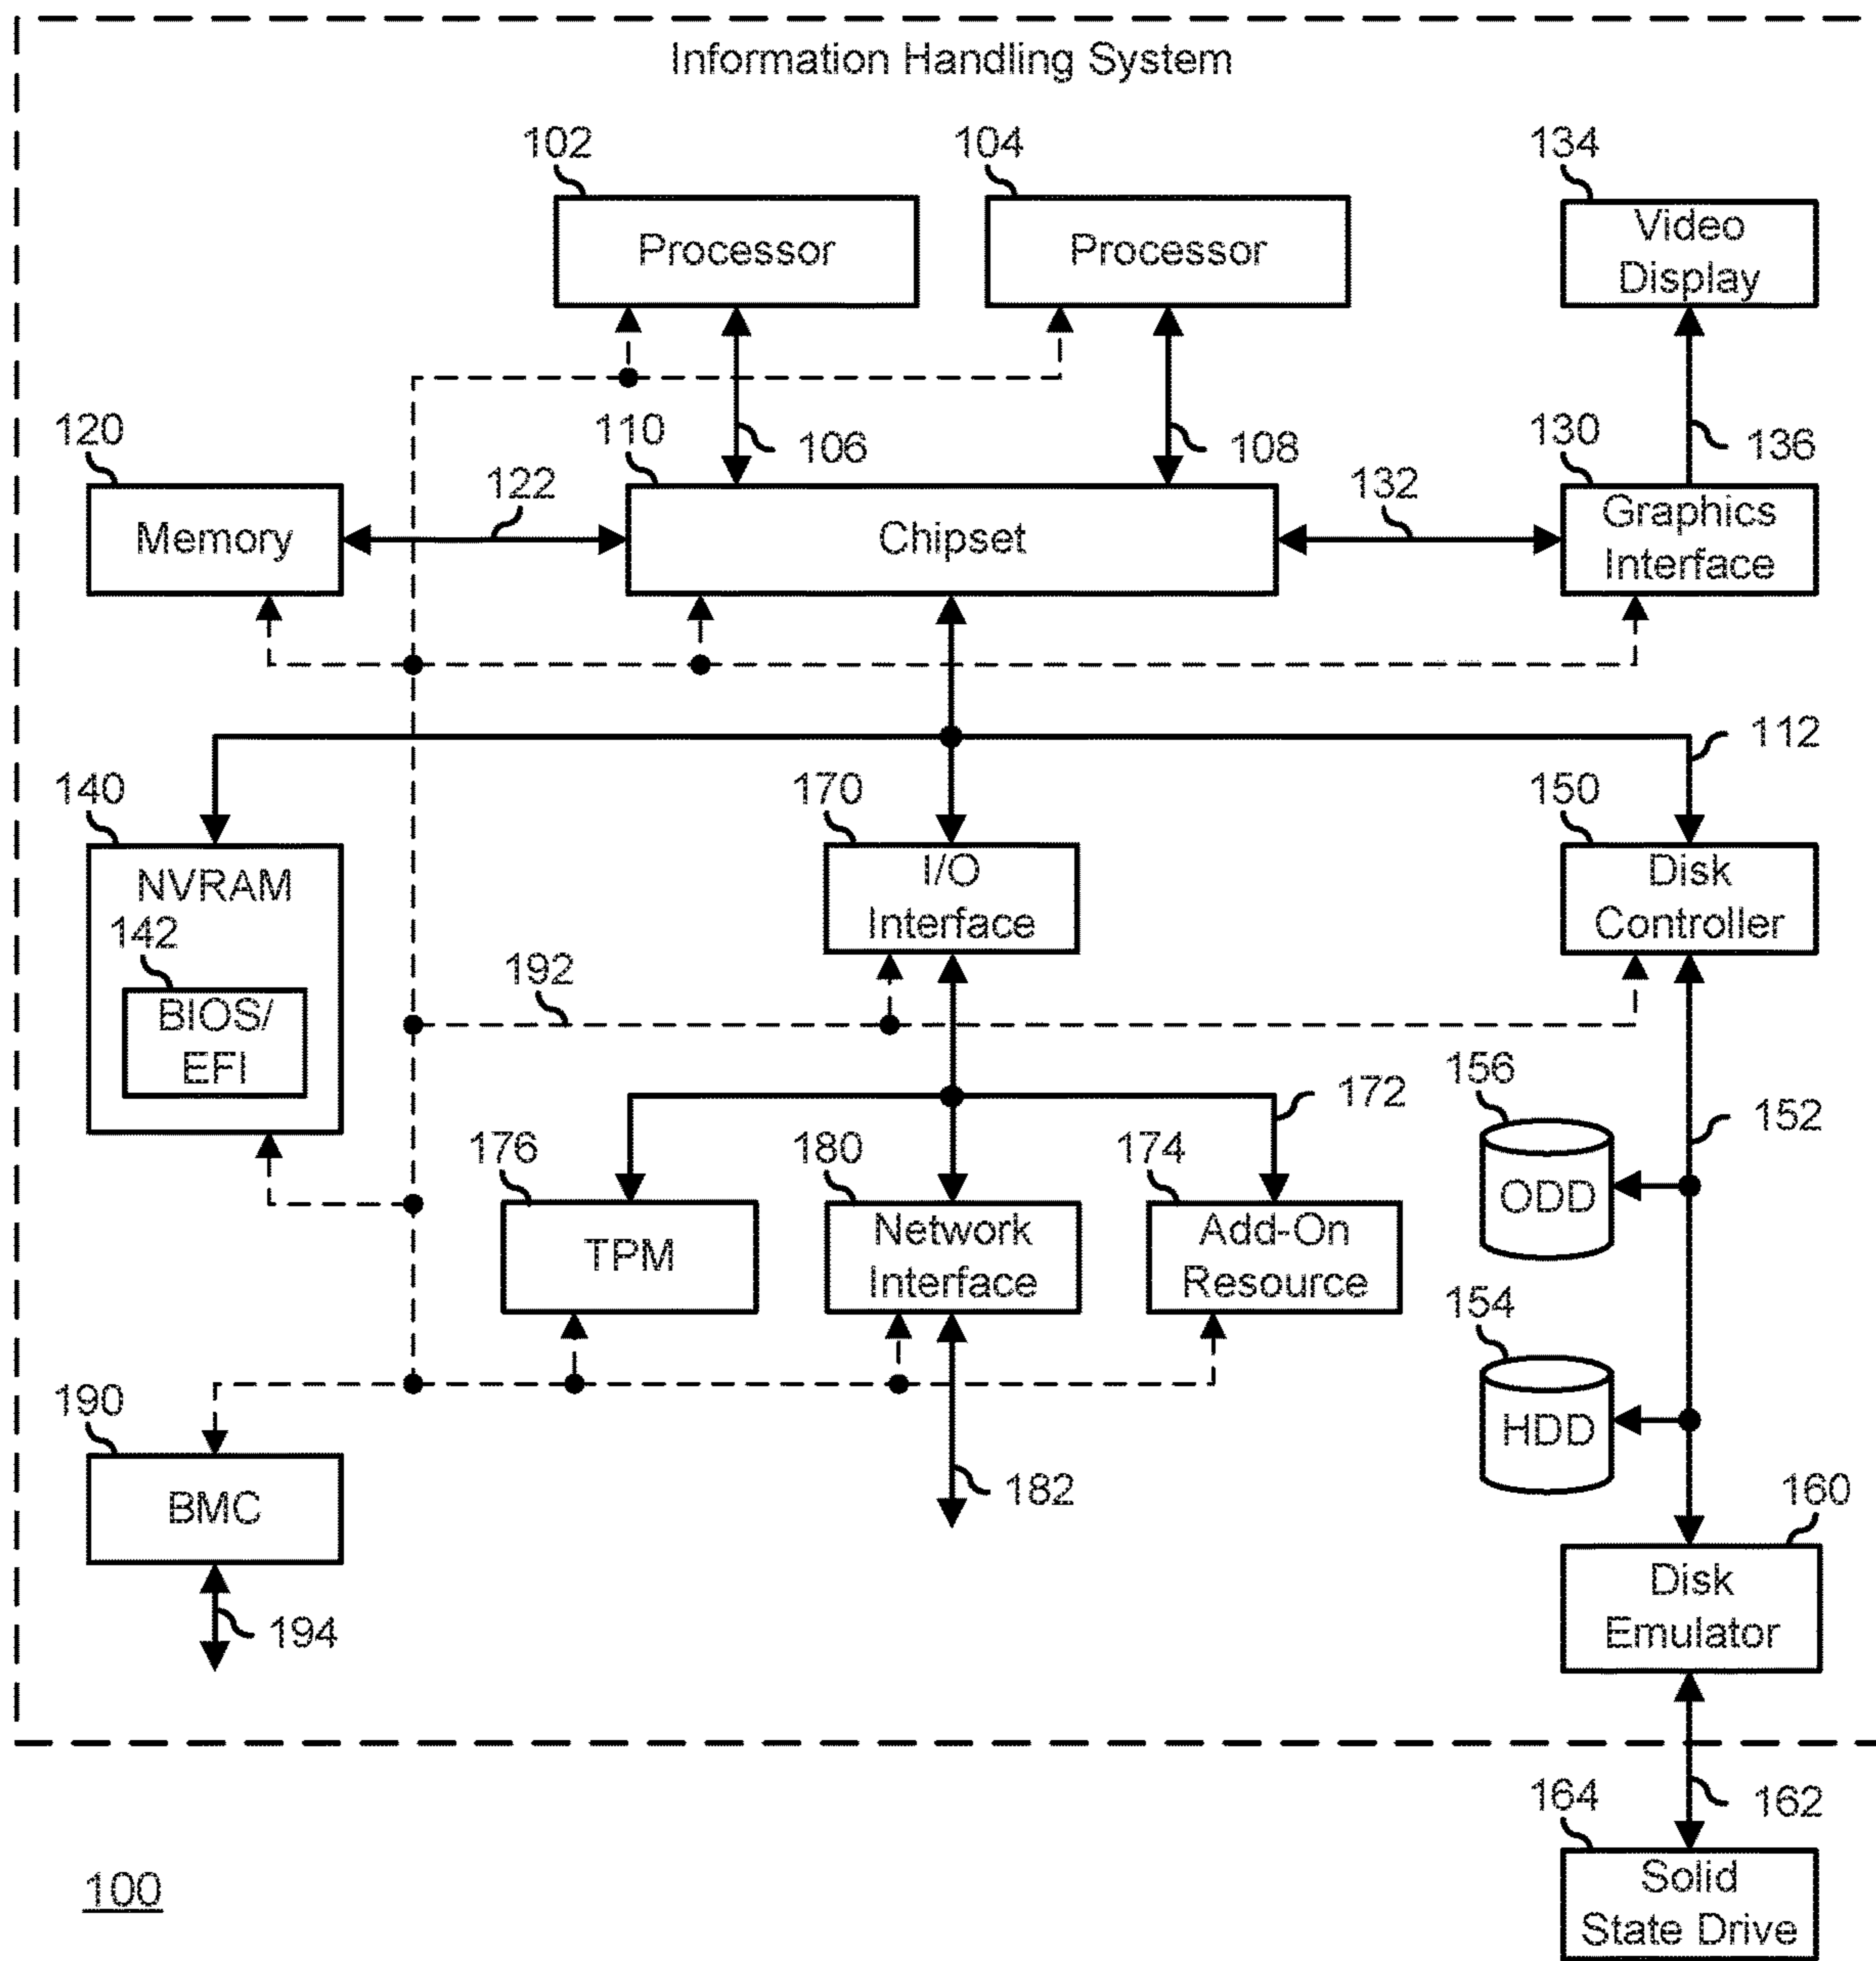 Information Handling System
102
104
134
Processor
Processor
Video
Display
120
110
106
108
130
136
122
132
Memory
Chipset
Graphics
Interface
112
140
170
150
NVRAM
I/O
Interface
Disk
Controller
142
BIOS/
EFI
192
156
172
152
176
180
174
ODD
TPM
Network
Interface
Add-On
Resource
154
190
HDD
BMC
182
160
194
Disk
Emulator
164
162
100
Solid
State Drive